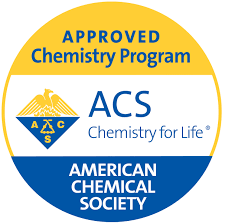 APPROVED
Chemistry Program
A C S
ACS
Chemistry for Life®
AMERICAN
CHEMICAL
SOCIETY